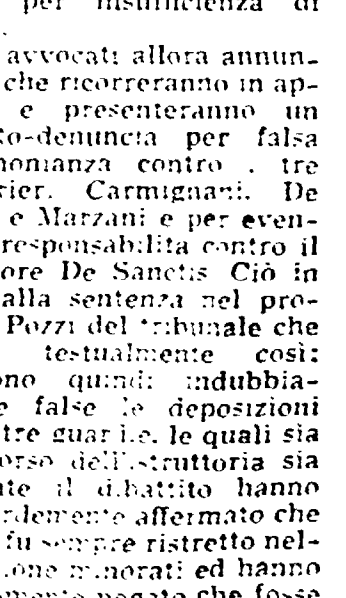 per insufficienza di
avvocati allora annun-
che ricorreranno in ap-
e presenteranno un
to-denuncia per falsa
monianza contro . tre
rier. Carmignani. De
e Marzani e per even-
responsabilita contro il
ore De Sanctis Ciò in
alla sentenza nel pro-
Pozzi del tribunale che
testualmente così:
ono quindi indubbia-
e false le deposizioni
tre guar i.e. le quali sia
orso dell'istruttoria sia
te il dibattito hanno
rdemente affermato che
fu sempre ristretto nel-
one minorati ed hanno
negato che fosse